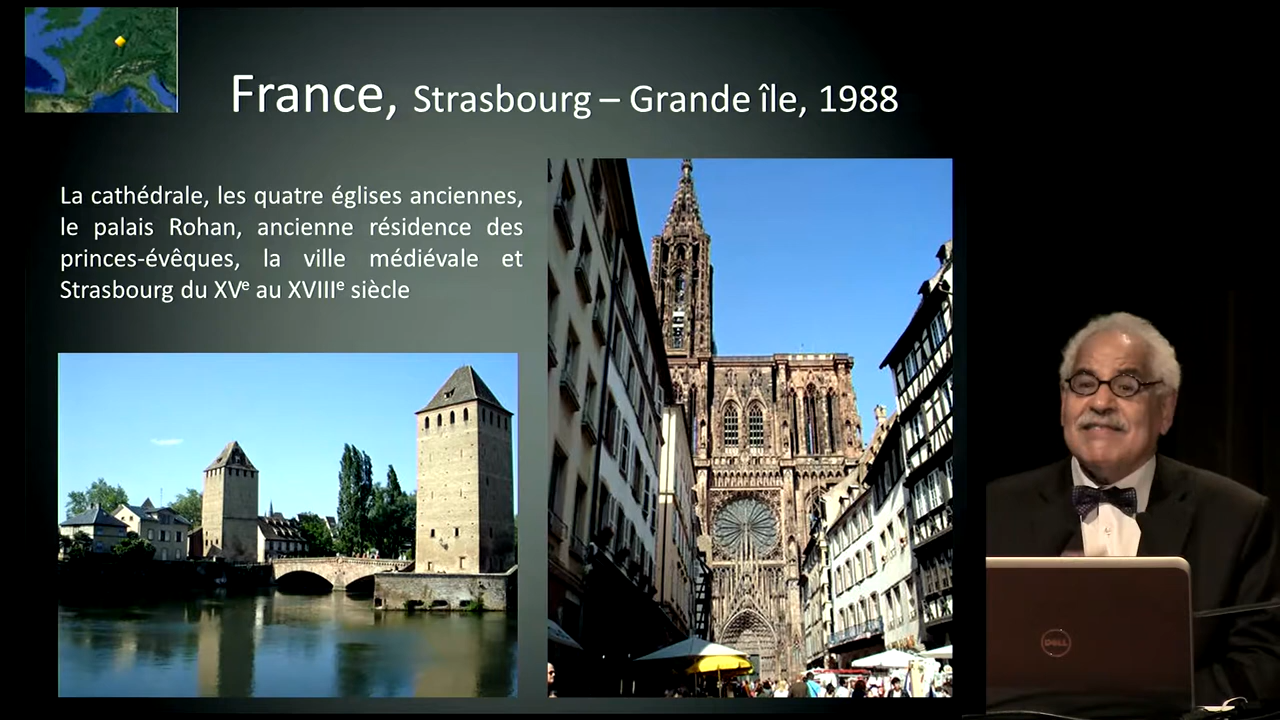 France, Strasbourg – Grande île, 1988
La cathédrale, les quatre églises anciennes,
le palais Rohan, ancienne résidence des
princes-évêques, la ville médiévale et
Strasbourg du XVe au XVIIIe siècle
DELL